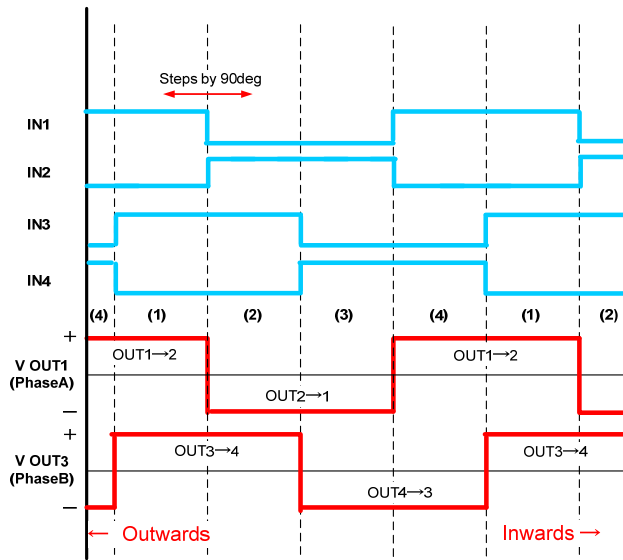 Steps by 90deg
IN1
IN2
IN3
IN4
(4) (1) (2) (3) (4) (1) (2)
+
V OUT1
(PhaseA)
−
OUT1→2 OUT1→2
OUT2→1
+
V OUT3
(PhaseB)
−
OUT3→4 OUT3→4
OUT4→3
← Outwards Inwards →